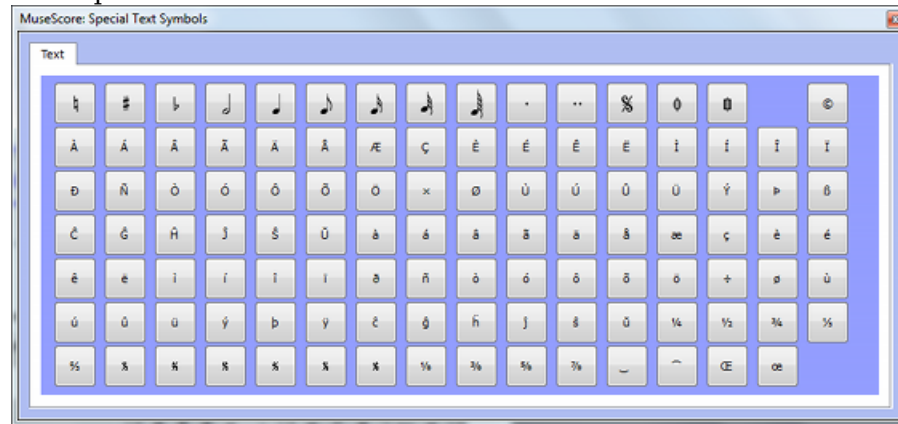 MuseScore: Special Text Symbols
Text
♮ ♯ ♭ 𝅗𝅥 ♩ ♪ 𝅘𝅥𝅯 𝅘𝅥𝅰 𝅘𝅥𝅱 · ·· 𝄋 ©
À Á Â Ã Ä Å Æ Ç È É Ê Ë Ì Í Î Ï
Ð Ñ Ò Ó Ô Õ Ö × Ø Ù Ú Û Ü Ý Þ ß
Ĉ Ĝ Ĥ Ĵ Ŝ Ŭ à á â ã ä å æ ç è é
ê ë ì í î ï ð ñ ò ó ô õ ö ÷ ø ù
ú û ü ý þ ÿ ĉ ĝ ĥ ĵ ŝ ŭ ¼ ½ ¾ ⅓
⅔ ⅛ ⅜ ⅝ ⅞ ‿ ⁀ Œ œ